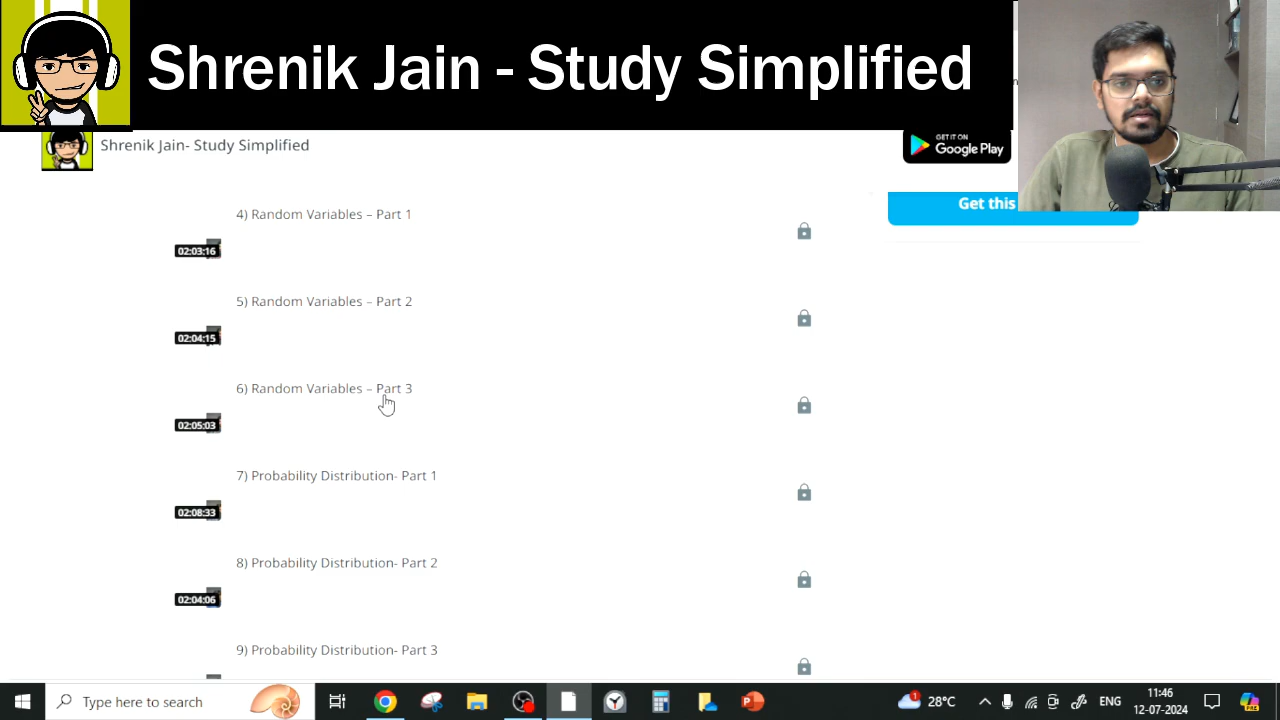 Shrenik Jain - Study Simplified
Shrenik Jain- Study Simplified
GET IT ON
Google Play
Get this
4) Random Variables – Part 1
02:03:16
5) Random Variables – Part 2
02:04:15
6) Random Variables – Part 3
02:05:03
7) Probability Distribution- Part 1
02:08:33
8) Probability Distribution- Part 2
02:04:06
9) Probability Distribution- Part 3
Type here to search
1
28°C
ENG
11:46
12-07-2024